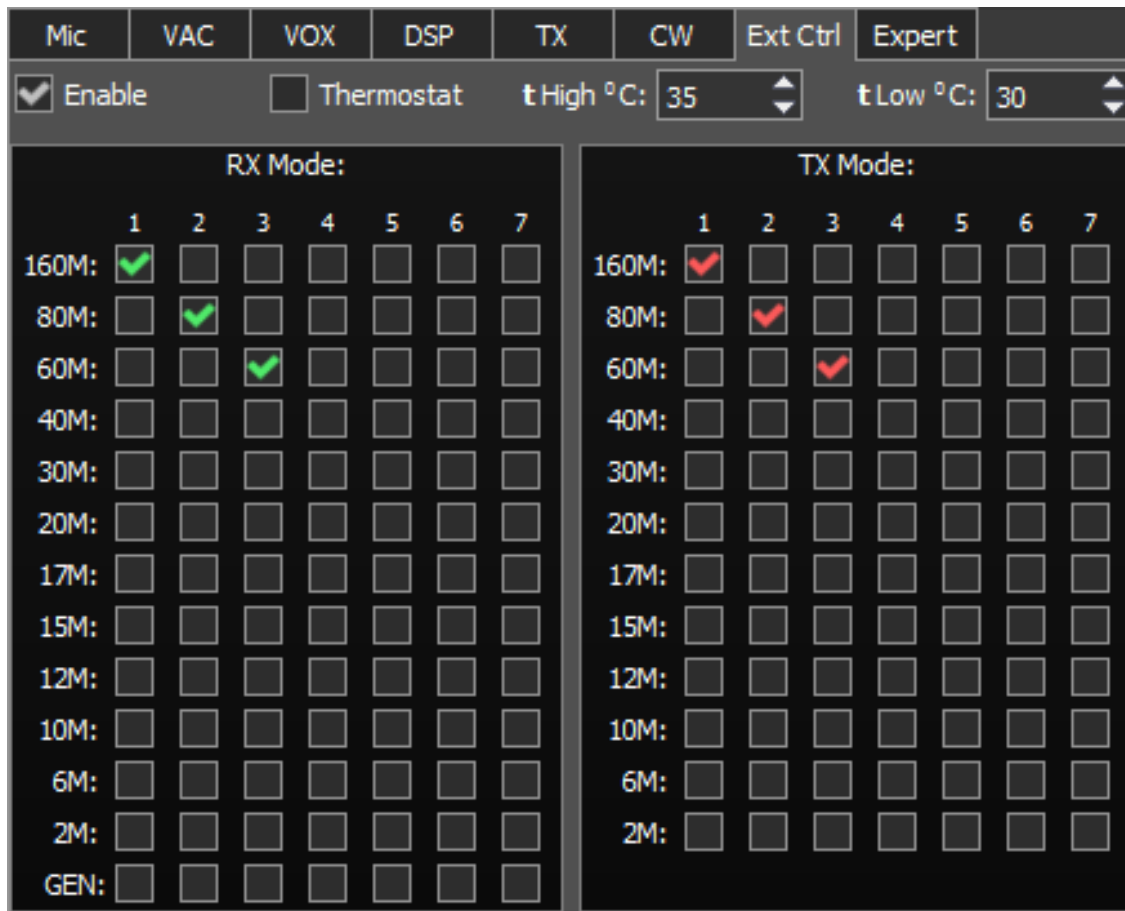 Mic VAC VOX DSP TX CW Ext Ctrl Expert
Enable Thermostat t High ⁰C: 35 t Low ⁰C: 30
RX Mode: TX Mode:
1 2 3 4 5 6 7 1 2 3 4 5 6 7
160M: 160M:
80M: 80M:
60M: 60M:
40M: 40M:
30M: 30M:
20M: 20M:
17M: 17M:
15M: 15M:
12M: 12M:
10M: 10M:
6M: 6M:
2M: 2M:
GEN: